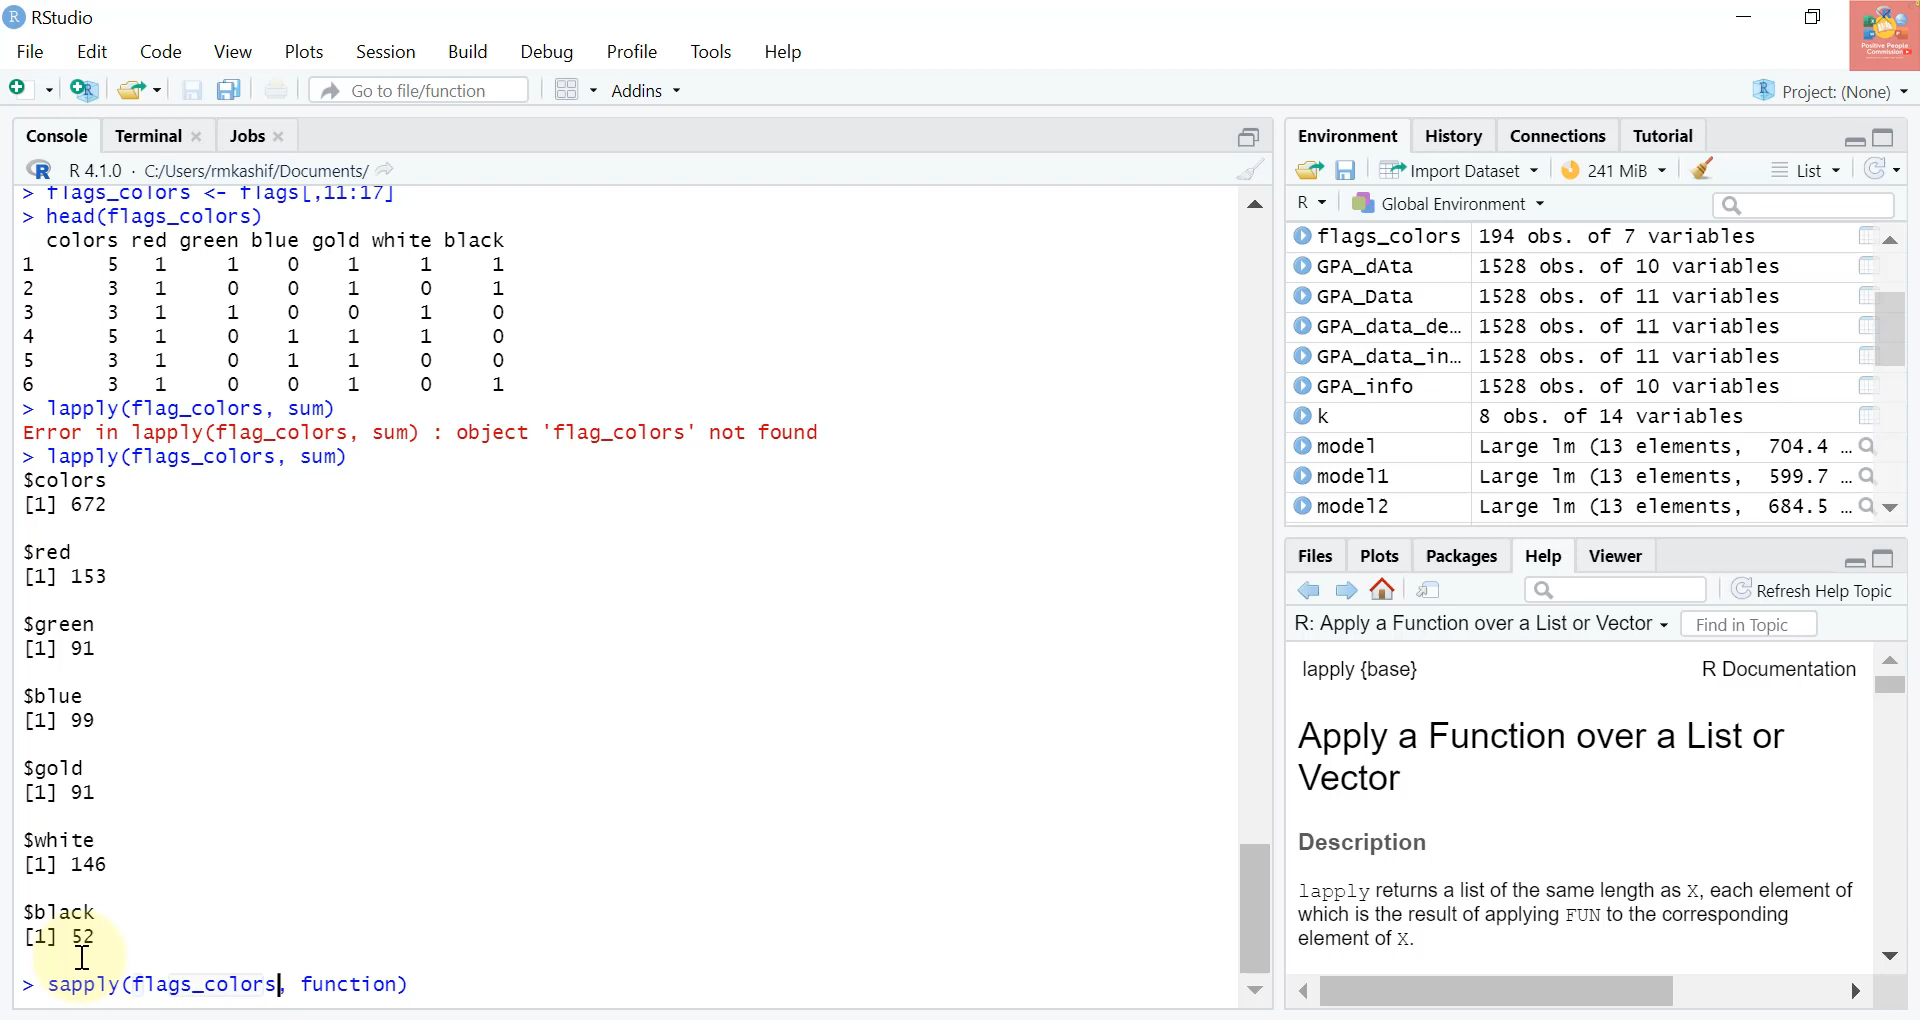 RStudio
File Edit Code View Plots Session Build Debug Profile Tools Help
Positive People
Commission
Go to file/function
Addins
Project: (None)
Console Terminal Jobs
R 4.1.0 · C:/Users/rmkashif/Documents/
> flags_colors <- flags[,11:17]
> head(flags_colors)
colors red green blue gold white black
1 5 1 1 0 1 1 1
2 3 1 0 0 1 0 1
3 3 1 1 0 0 1 0
4 5 1 0 1 1 1 0
5 3 1 0 1 1 0 0
6 3 1 0 0 1 0 1
> lapply(flag_colors, sum)
Error in lapply(flag_colors, sum) : object 'flag_colors' not found
> lapply(flags_colors, sum)
$colors
[1] 672
$red
[1] 153
$green
[1] 91
$blue
[1] 99
$gold
[1] 91
$white
[1] 146
$black
[1] 52
> sapply(flags_colors, function)
Environment History Connections Tutorial
Import Dataset 241 MiB List
R Global Environment
flags_colors 194 obs. of 7 variables
GPA_dAta 1528 obs. of 10 variables
GPA_Data 1528 obs. of 11 variables
GPA_data_de… 1528 obs. of 11 variables
GPA_data_in… 1528 obs. of 11 variables
GPA_info 1528 obs. of 10 variables
k 8 obs. of 14 variables
model Large lm (13 elements, 704.4 …
model1 Large lm (13 elements, 599.7 …
model2 Large lm (13 elements, 684.5 …
Files Plots Packages Help Viewer
Refresh Help Topic
R: Apply a Function over a List or Vector Find in Topic
lapply {base} R Documentation
Apply a Function over a List or
Vector
Description
lapply returns a list of the same length as X, each element of
which is the result of applying FUN to the corresponding
element of X.